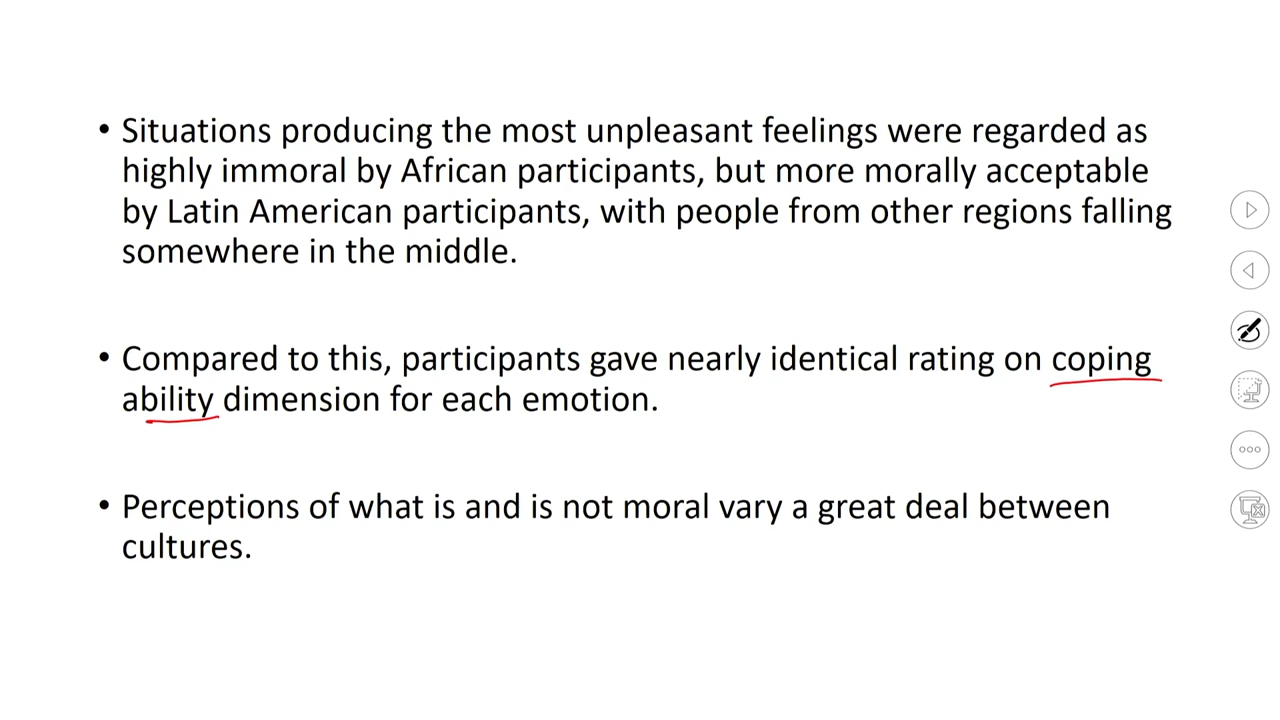 • Situations producing the most unpleasant feelings were regarded as
highly immoral by African participants, but more morally acceptable
by Latin American participants, with people from other regions falling
somewhere in the middle.
• Compared to this, participants gave nearly identical rating on coping
ability dimension for each emotion.
• Perceptions of what is and is not moral vary a great deal between
cultures.